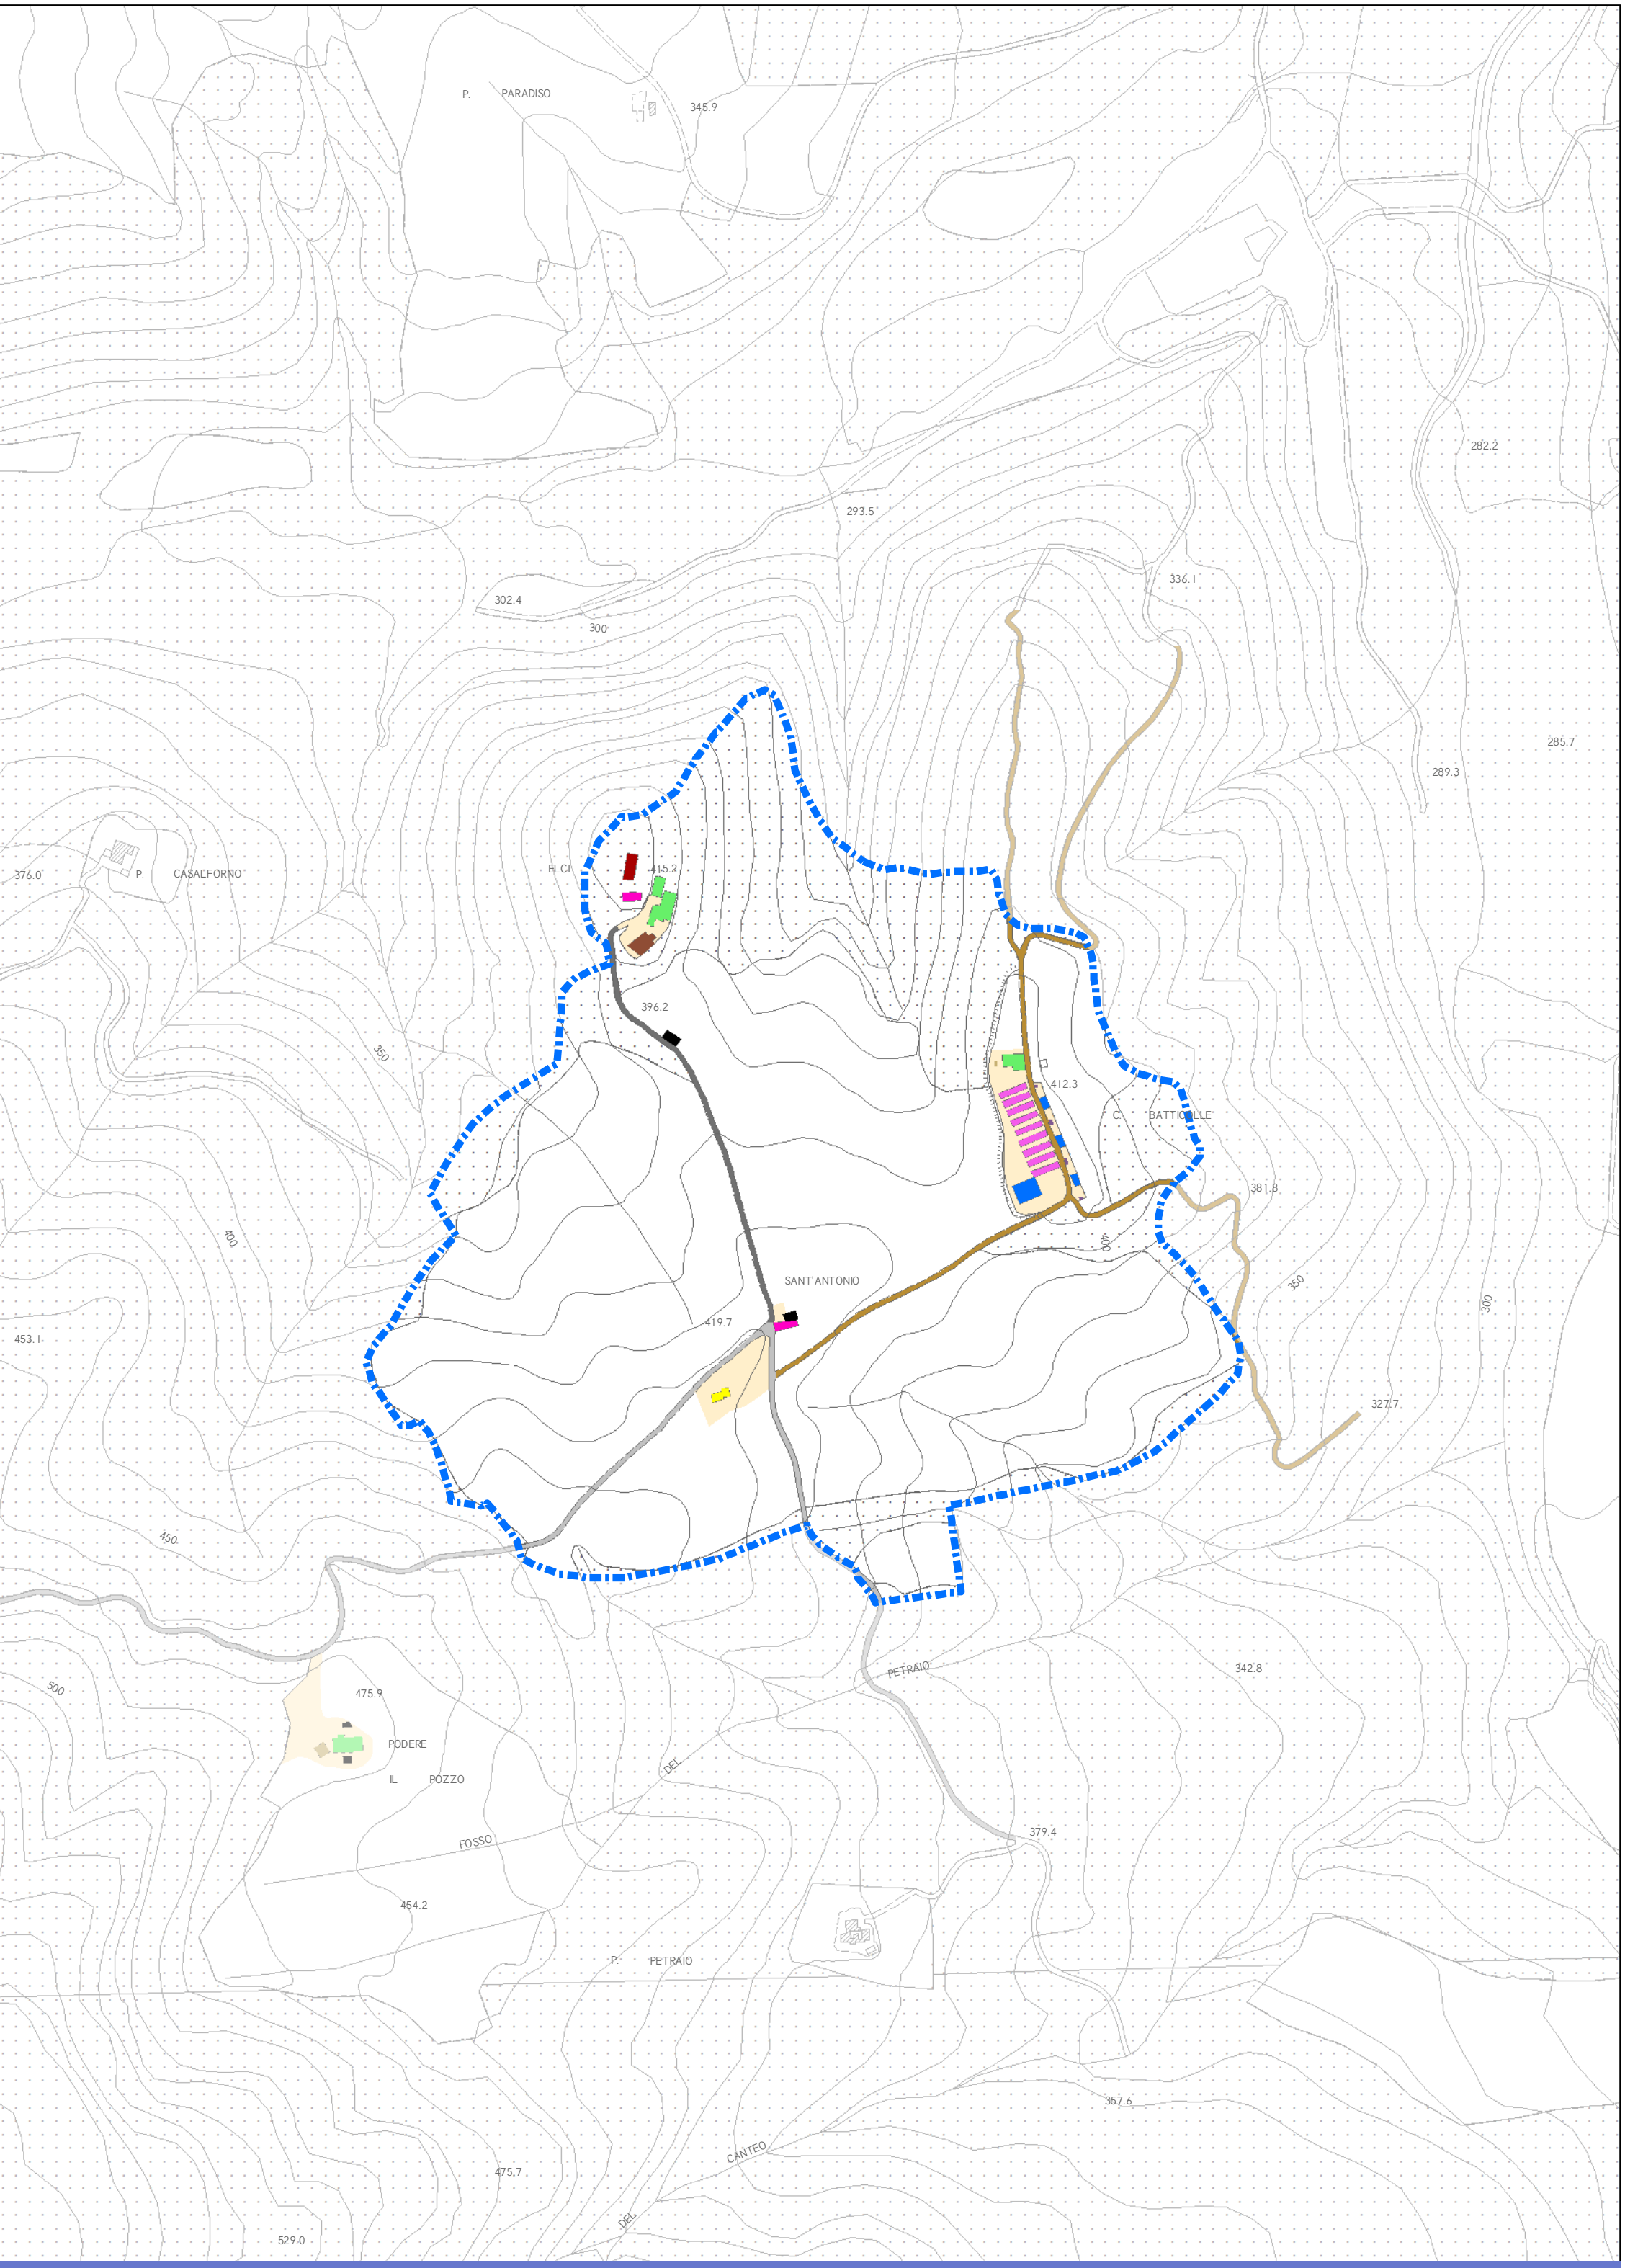 P. PARADISO
345.9
282.2
293.5
336.1
302.4
300
285.7
289.3
ELCI
415.2
376.0
P. CASALFORNO
396.2
350
412.3
C. BATTICALLE
381.8
400
400
SANT'ANTONIO
350
300
419.7
453.1
327.7
450
PETRAIO
342.8
500
475.9
PODERE
DEL
IL POZZO
379.4
FOSSO
454.2
P. PETRAIO
357.6
CANTEO
475.7
DEL
529.0